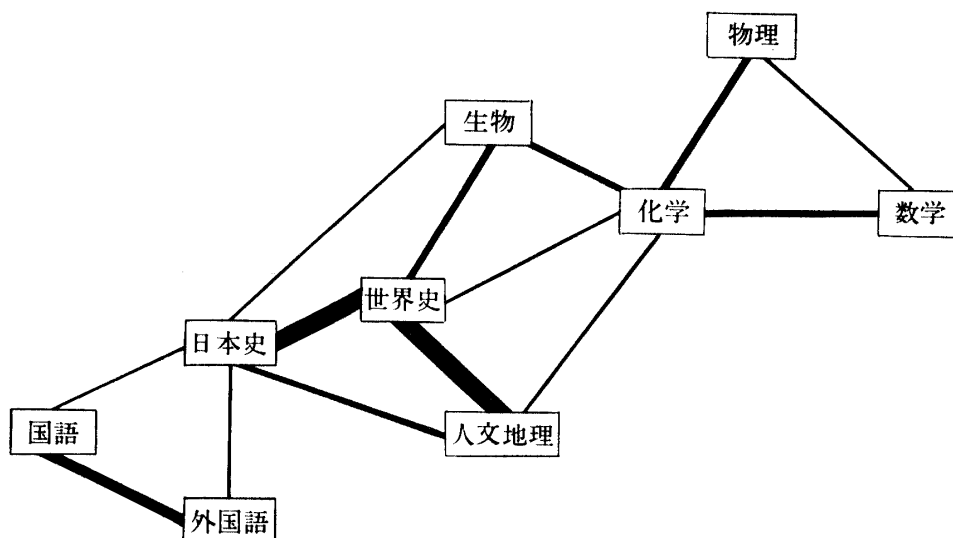 物理
生物
化学
数学
世界史
日本史
国語
人文地理
外国語